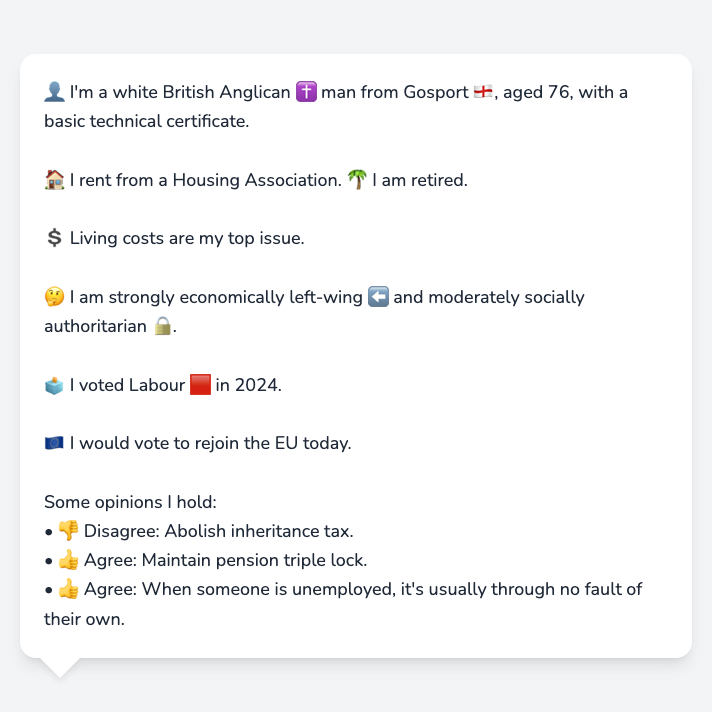 👤 I'm a white British Anglican ✝️ man from Gosport 🏴󠁧󠁢󠁥󠁮󠁧󠁿, aged 76, with a
basic technical certificate.
🏠 I rent from a Housing Association. 🌴 I am retired.
💲 Living costs are my top issue.
🤔 I am strongly economically left-wing ⬅️ and moderately socially
authoritarian 🔒.
🗳️ I voted Labour 🟥 in 2024.
🇪🇺 I would vote to rejoin the EU today.
Some opinions I hold:
• 👎 Disagree: Abolish inheritance tax.
• 👍 Agree: Maintain pension triple lock.
• 👍 Agree: When someone is unemployed, it's usually through no fault of
their own.